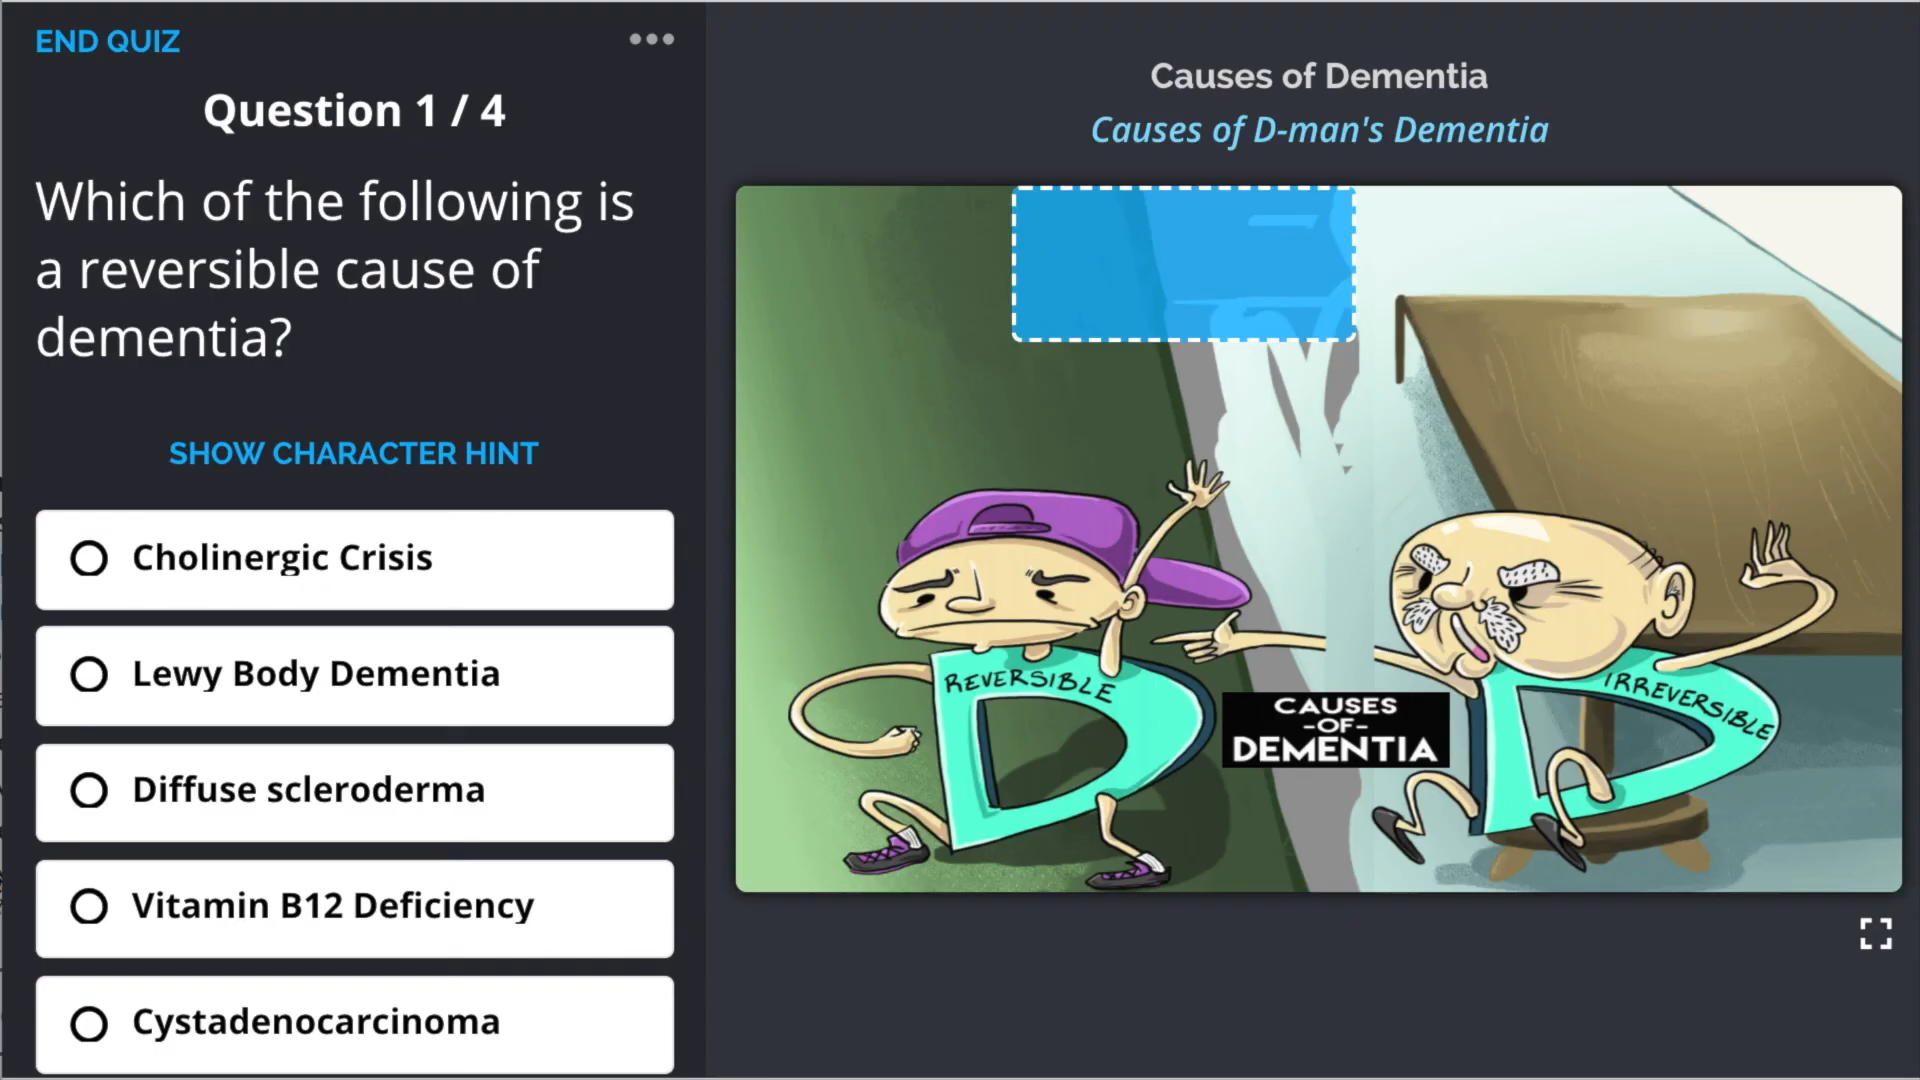 END QUIZ
Question 1 / 4
Which of the following is
a reversible cause of
dementia?
SHOW CHARACTER HINT
Cholinergic Crisis
Lewy Body Dementia
Diffuse scleroderma
Vitamin B12 Deficiency
Cystadenocarcinoma
Causes of Dementia
Causes of D-man's Dementia
REVERSIBLE
IRREVERSIBLE
CAUSES
-OF-
DEMENTIA